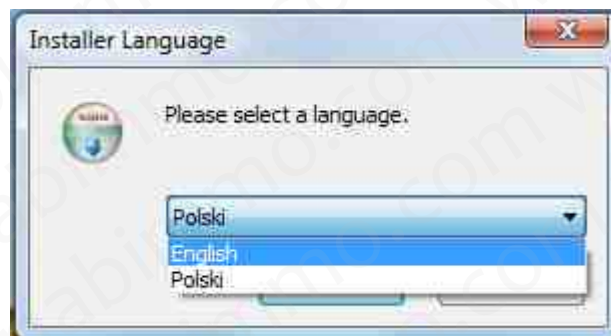 Installer Language
Please select a language.
Polski
English
Polski